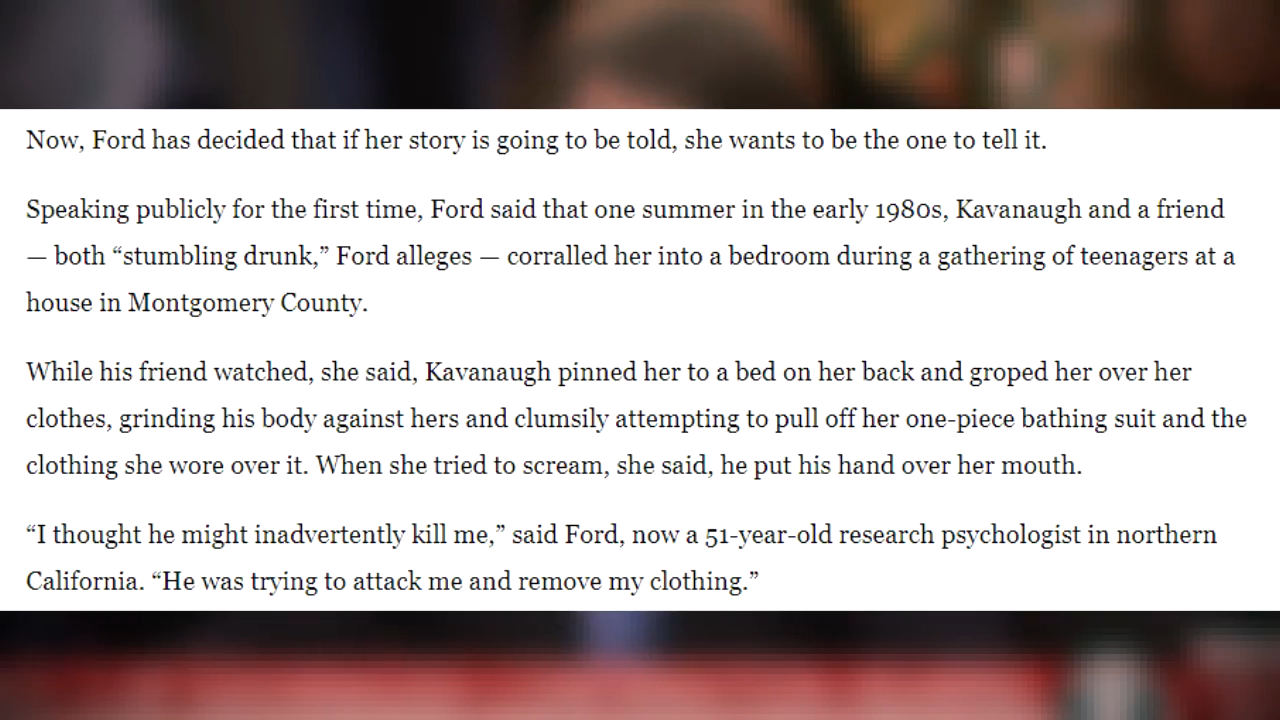 Now, Ford has decided that if her story is going to be told, she wants to be the one to tell it.
Speaking publicly for the first time, Ford said that one summer in the early 1980s, Kavanaugh and a friend
— both “stumbling drunk,” Ford alleges — corralled her into a bedroom during a gathering of teenagers at a
house in Montgomery County.
While his friend watched, she said, Kavanaugh pinned her to a bed on her back and groped her over her
clothes, grinding his body against hers and clumsily attempting to pull off her one-piece bathing suit and the
clothing she wore over it. When she tried to scream, she said, he put his hand over her mouth.
“I thought he might inadvertently kill me,” said Ford, now a 51-year-old research psychologist in northern
California. “He was trying to attack me and remove my clothing.”